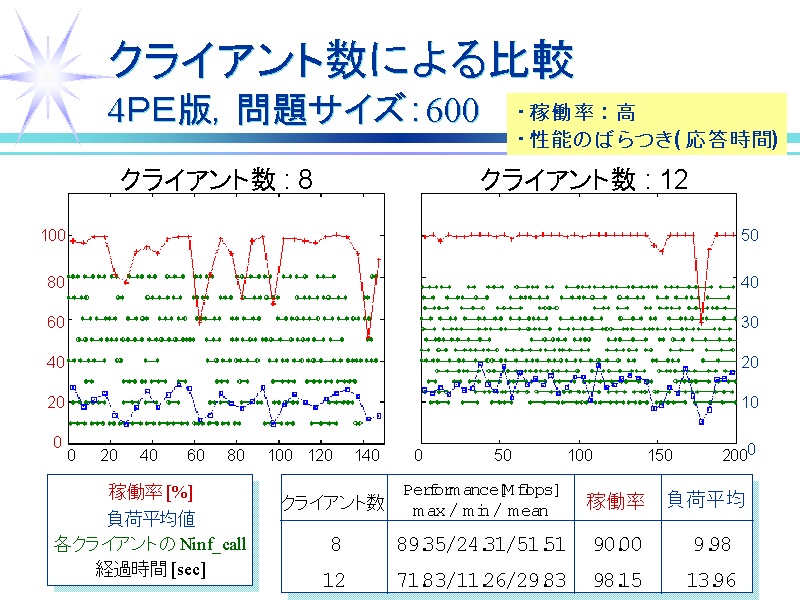 クライアント数による比較
4PE版，問題サイズ：600
・稼働率：高
・性能のばらつき(応答時間)
クライアント数 : 8
クライアント数 : 12
100
80
60
40
20
0
0 20 40 60 80 100 120 140
50
40
30
20
10
0
0 50 100 150 200
稼働率[%]
負荷平均値
各クライアントの Ninf_call
経過時間[sec]
クライアント数 Performance[Mflops] max / min / mean 稼働率 負荷平均
8 89.35/24.31/51.51 90.00 9.98
12 71.83/11.26/29.83 98.15 13.96